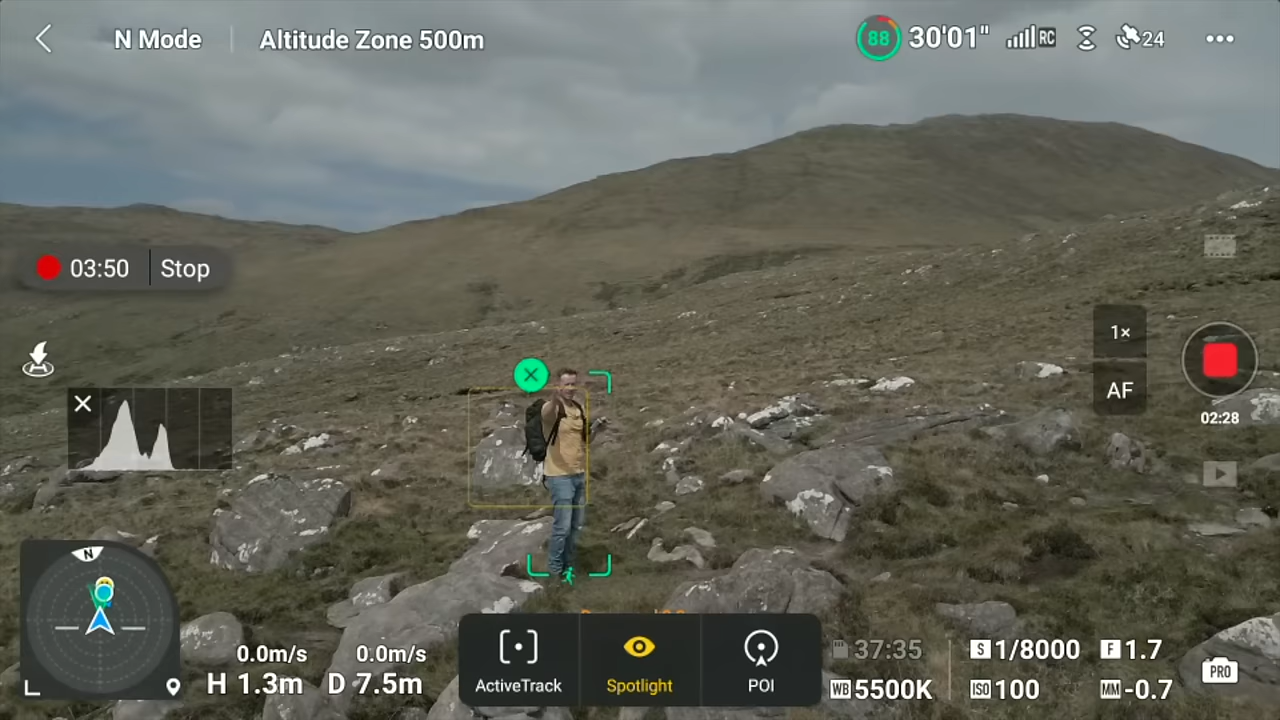 N Mode
Altitude Zone 500m
88
30'01"
RC
24
03:50
Stop
1×
AF
02:28
N
0.0m/s
0.0m/s
H 1.3m
D 7.5m
ActiveTrack
Spotlight
POI
37:35
S 1/8000
F 1.7
WB 5500K
ISO 100
MM -0.7
PRO
L